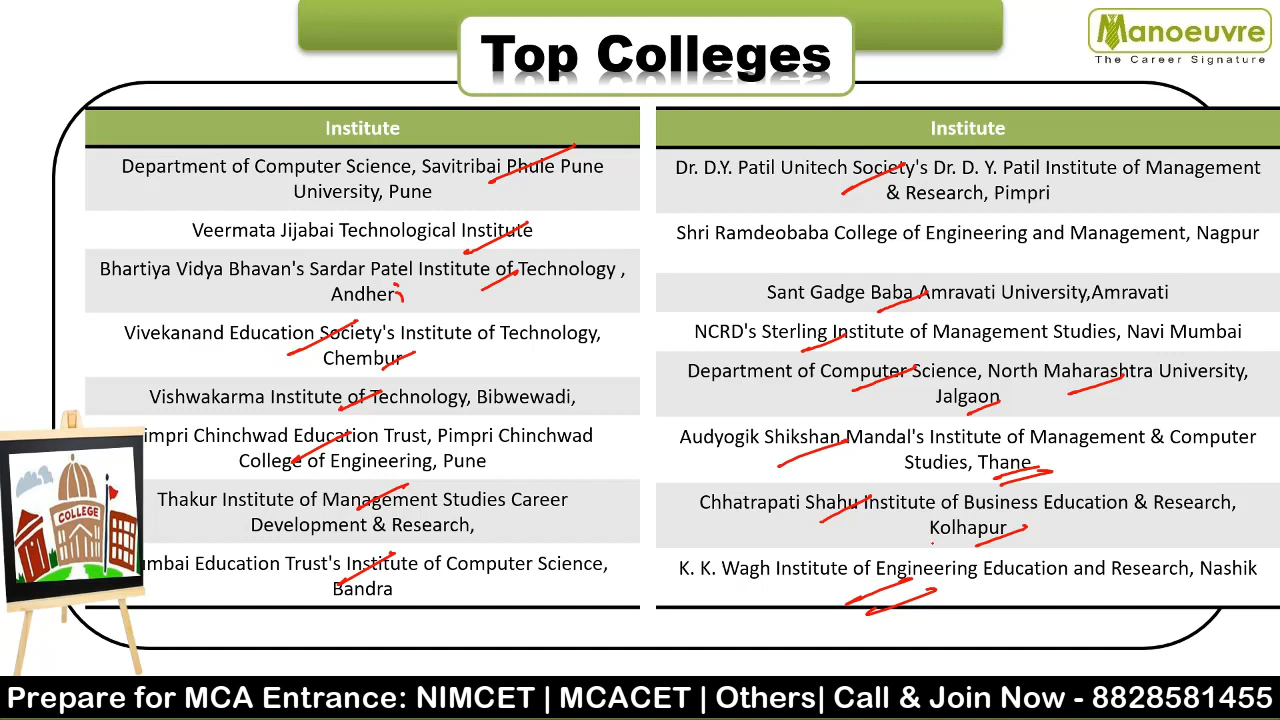 Top Colleges
Manoeuvre
The Career Signature
Institute
Department of Computer Science, Savitribai Phule Pune
University, Pune
Veermata Jijabai Technological Institute
Bhartiya Vidya Bhavan's Sardar Patel Institute of Technology ,
Andheri
Vivekanand Education Society's Institute of Technology,
Chembur
Vishwakarma Institute of Technology, Bibwewadi,
impri Chinchwad Education Trust, Pimpri Chinchwad
College of Engineering, Pune
Thakur Institute of Management Studies Career
Development & Research,
umbai Education Trust's Institute of Computer Science,
Bandra
Institute
Dr. D.Y. Patil Unitech Society's Dr. D. Y. Patil Institute of Management
& Research, Pimpri
Shri Ramdeobaba College of Engineering and Management, Nagpur
Sant Gadge Baba Amravati University,Amravati
NCRD's Sterling Institute of Management Studies, Navi Mumbai
Department of Computer Science, North Maharashtra University,
Jalgaon
Audyogik Shikshan Mandal's Institute of Management & Computer
Studies, Thane
Chhatrapati Shahu Institute of Business Education & Research,
Kolhapur
K. K. Wagh Institute of Engineering Education and Research, Nashik
COLLEGE
Prepare for MCA Entrance: NIMCET | MCACET | Others| Call & Join Now - 8828581455